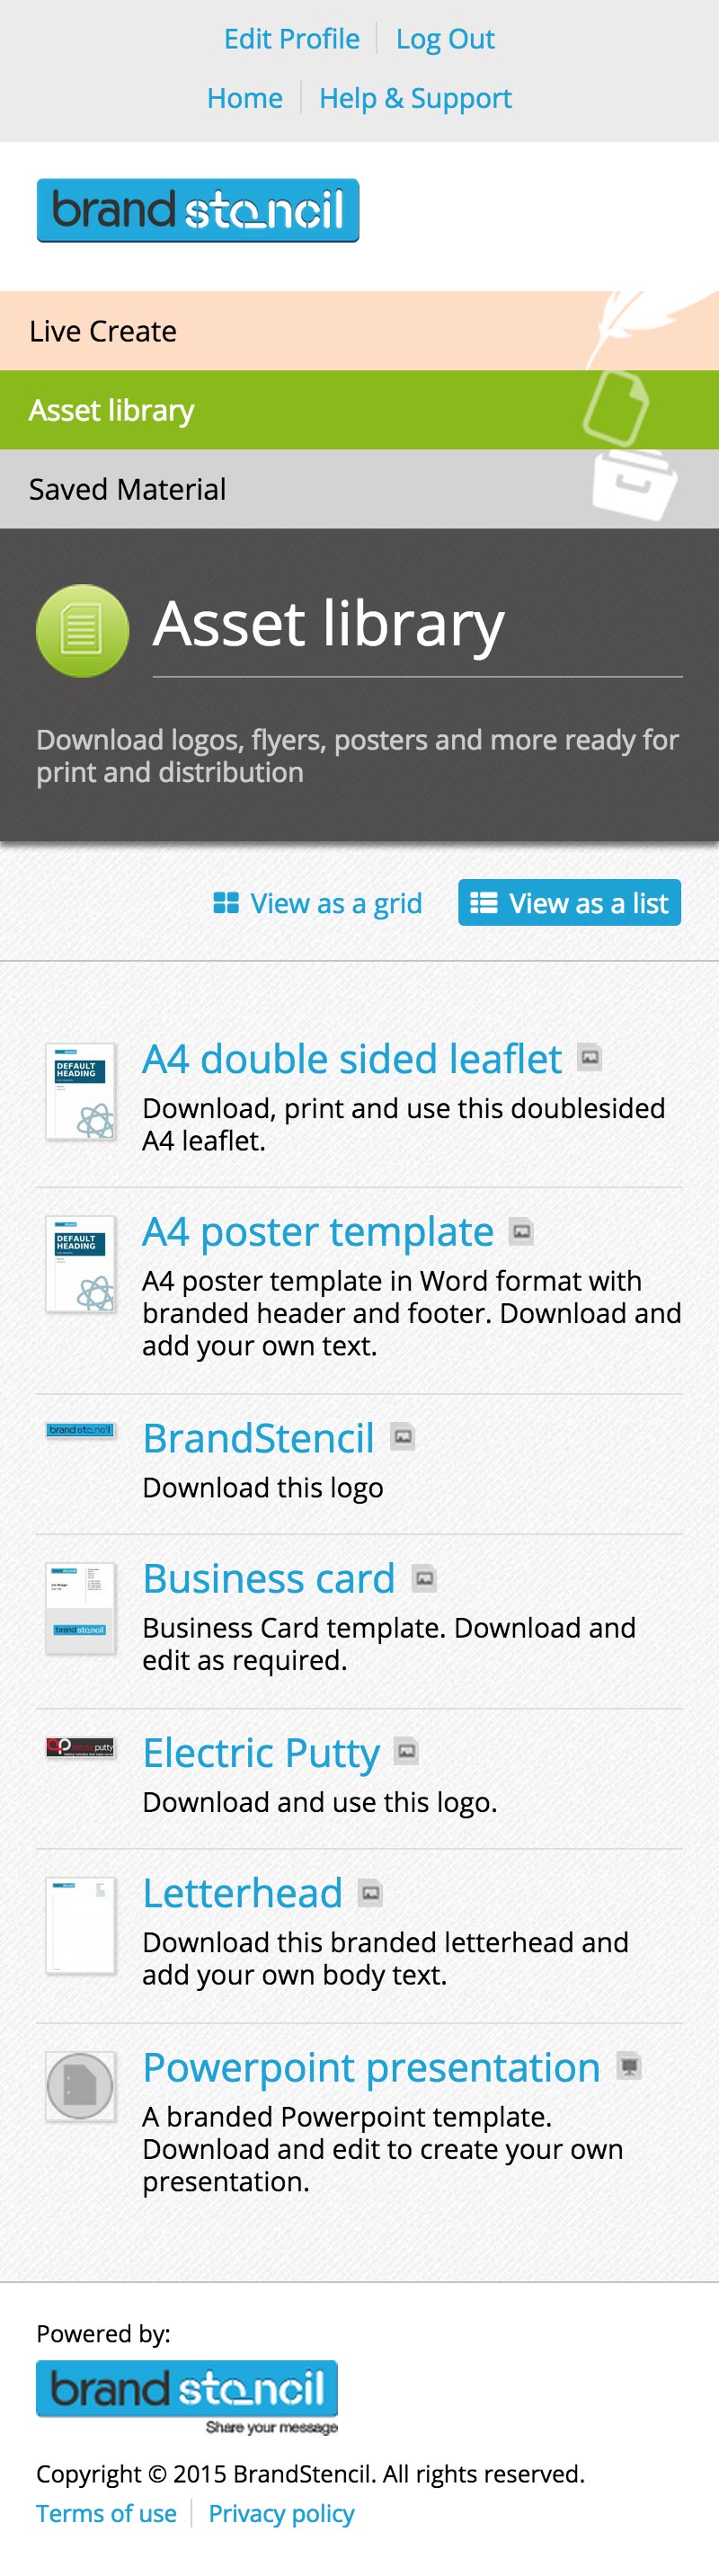 Edit Profile
Log Out
Home
Help & Support
brand stencil
Live Create
Asset library
Saved Material
Asset library
Download logos, flyers, posters and more ready for
print and distribution
View as a grid
View as a list
DEFAULT
HEADING
A4 double sided leaflet
Download, print and use this doublesided
A4 leaflet.
DEFAULT
HEADING
A4 poster template
A4 poster template in Word format with
branded header and footer. Download and
add your own text.
brand stencil
BrandStencil
Download this logo
brand stencil
Business card
Business Card template. Download and
edit as required.
Electric Putty
Download and use this logo.
Letterhead
Download this branded letterhead and
add your own body text.
Powerpoint presentation
A branded Powerpoint template.
Download and edit to create your own
presentation.
Powered by:
brand stencil
Share your message
Copyright © 2015 BrandStencil. All rights reserved.
Terms of use
Privacy policy